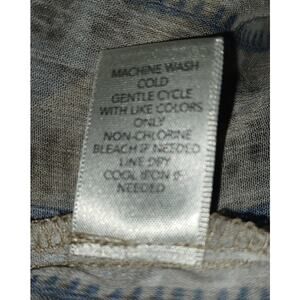 MACHINE WASH
COLD
GENTLE CYCLE
WITH LIKE COLORS
ONLY
NON-CHLORINE
BLEACH IF NEEDED
LINE DRY
COOL IRON IF
NEEDED